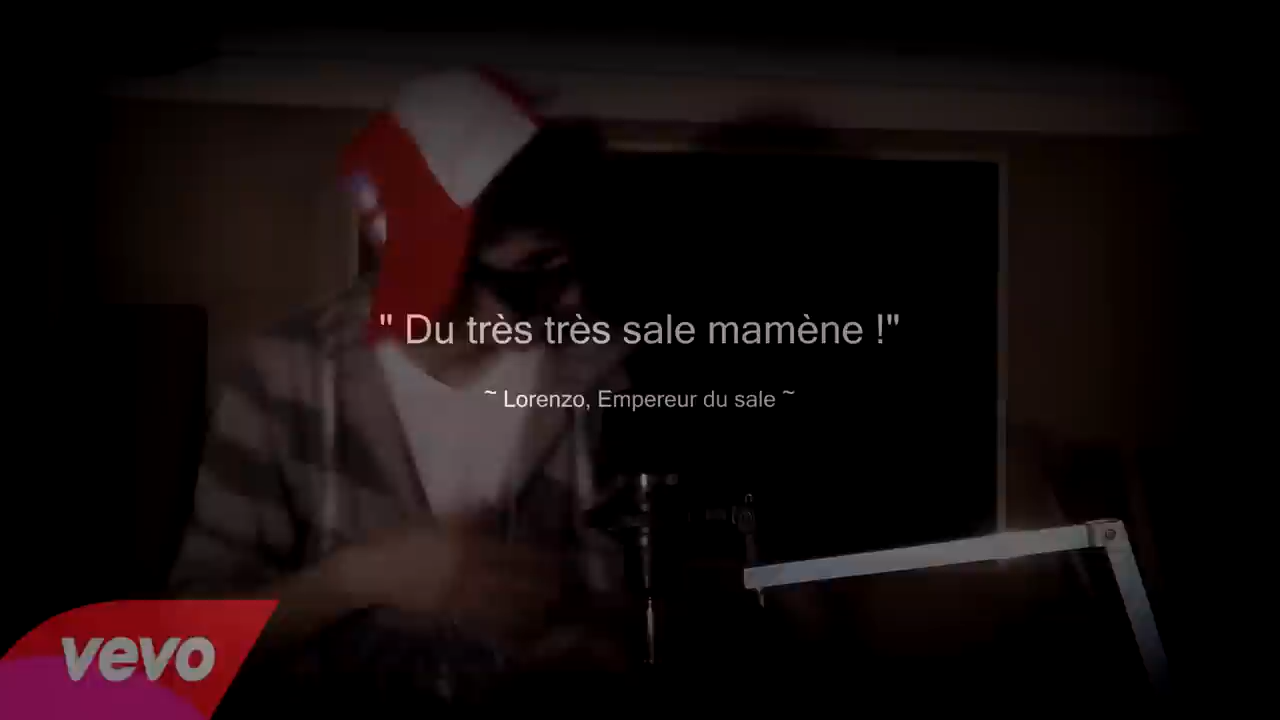 " Du très très sale mamène !"
~ Lorenzo, Empereur du sale ~
vevo